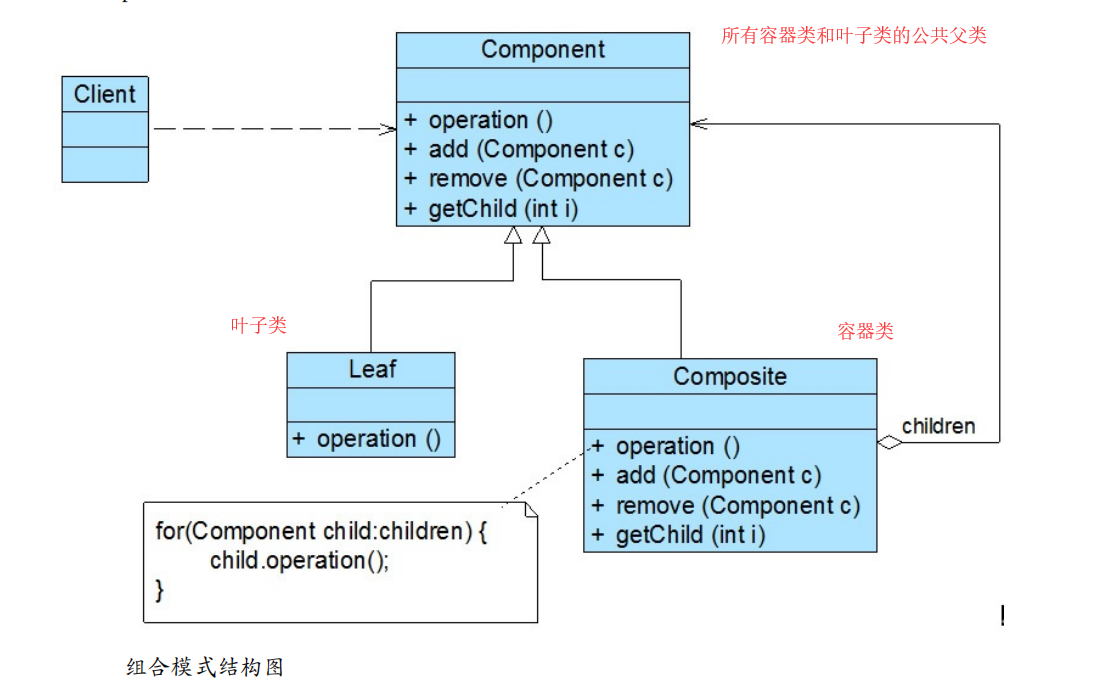 所有容器类和叶子类的公共父类
Component
Client
+ operation ()
+ add (Component c)
+ remove (Component c)
+ getChild (int i)
叶子类
容器类
Leaf
+ operation ()
Composite
children
+ operation ()
+ add (Component c)
+ remove (Component c)
+ getChild (int i)
for(Component child:children) {
child.operation();
}
!
组合模式结构图